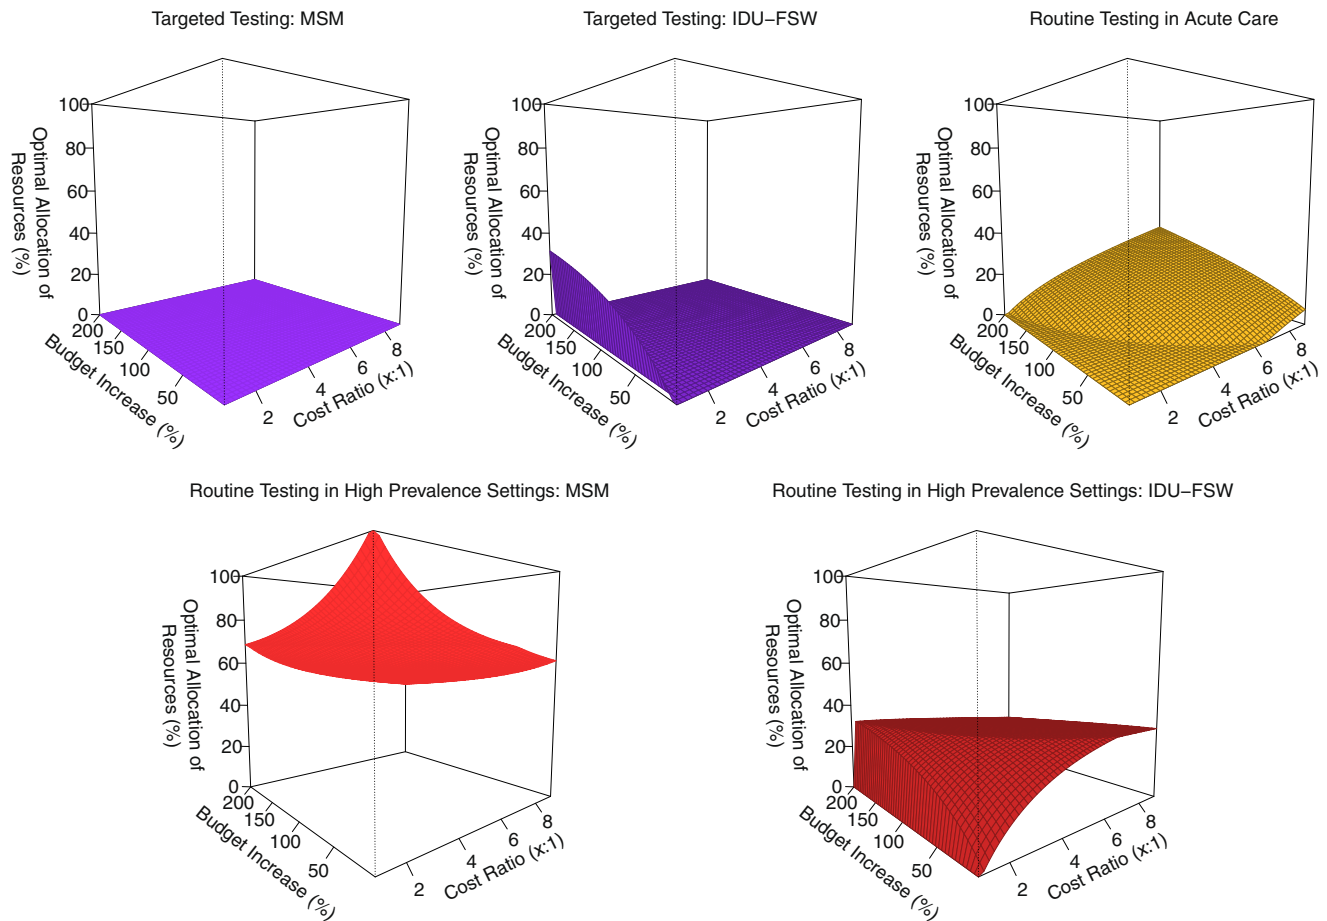 Targeted Testing: MSM
100
80
60
40
20
0
Optimal Allocation of
Resources (%)
200
150
100
50
Budget Increase (%)
2
4
6
8
Cost Ratio (x:1)
Targeted Testing: IDU−FSW
100
80
60
40
20
0
Optimal Allocation of
Resources (%)
200
150
100
50
Budget Increase (%)
2
4
6
8
Cost Ratio (x:1)
Routine Testing in Acute Care
100
80
60
40
20
0
Optimal Allocation of
Resources (%)
200
150
100
50
Budget Increase (%)
2
4
6
8
Cost Ratio (x:1)
Routine Testing in High Prevalence Settings: MSM
100
80
60
40
20
0
Optimal Allocation of
Resources (%)
200
150
100
50
Budget Increase (%)
2
4
6
8
Cost Ratio (x:1)
Routine Testing in High Prevalence Settings: IDU−FSW
100
80
60
40
20
0
Optimal Allocation of
Resources (%)
200
150
100
50
Budget Increase (%)
2
4
6
8
Cost Ratio (x:1)